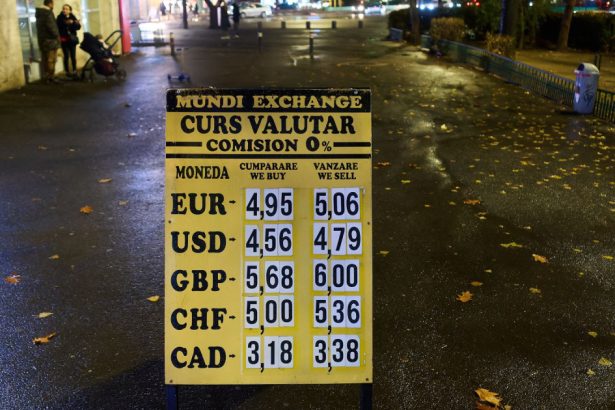 MUNDI EXCHANGE
CURS VALUTAR
COMISION 0%
MONEDA CUMPARARE WE BUY VANZARE WE SELL
EUR- 4,95 5,06
USD- 4,56 4,79
GBP- 5,68 6,00
CHF- 5,00 5,36
CAD- 3,18 3,38